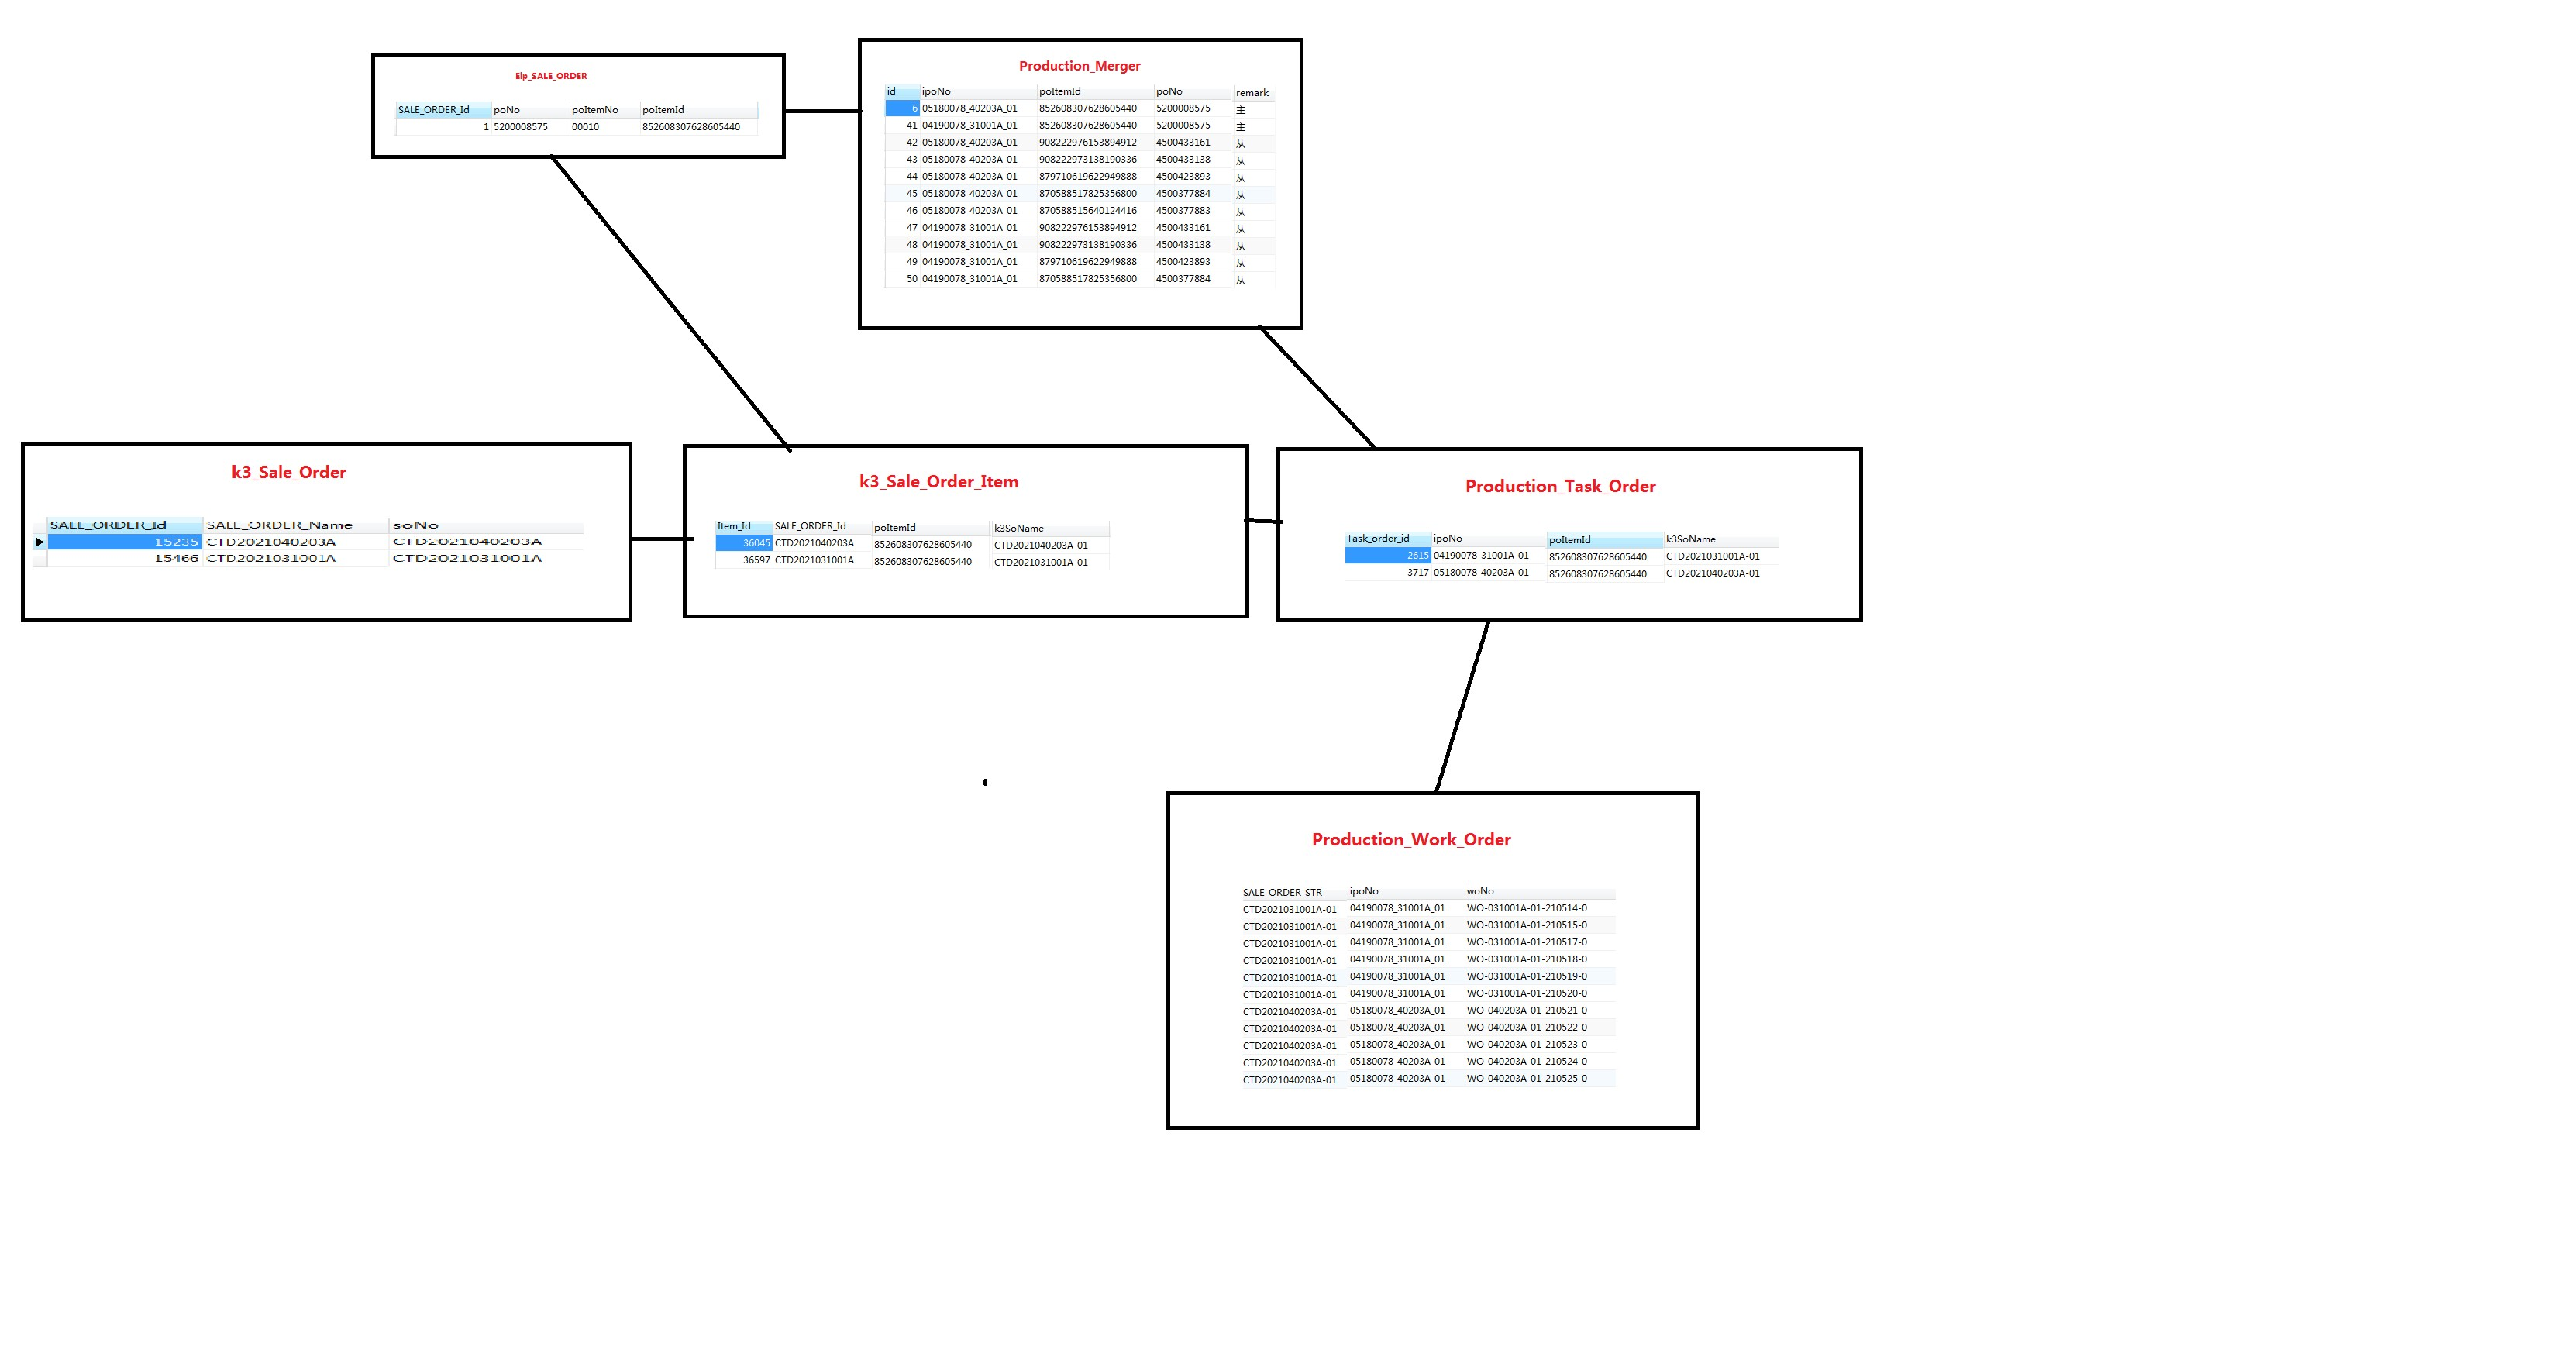 Eip_SALE_ORDER
SALE_ORDER_Id poNo poItemNo poItemId
1 5200008575 00010 852608307628605440
Production_Merger
id ipoNo poItemId poNo remark
6 05180078_40203A_01 852608307628605440 5200008575 主
41 04190078_31001A_01 852608307628605440 5200008575 主
42 05180078_40203A_01 908222976153894912 4500433161 从
43 05180078_40203A_01 908222973138190336 4500433138 从
44 05180078_40203A_01 879710619622949888 4500423893 从
45 05180078_40203A_01 870588517825356800 4500377884 从
46 05180078_40203A_01 870588515640124416 4500377883 从
47 04190078_31001A_01 908222976153894912 4500433161 从
48 04190078_31001A_01 908222973138190336 4500433138 从
49 04190078_31001A_01 879710619622949888 4500423893 从
50 04190078_31001A_01 870588517825356800 4500377884 从
k3_Sale_Order
SALE_ORDER_Id SALE_ORDER_Name soNo
15235 CTD2021040203A CTD2021040203A
15466 CTD2021031001A CTD2021031001A
k3_Sale_Order_Item
Item_Id SALE_ORDER_Id poItemId k3SoName
36045 CTD2021040203A 852608307628605440 CTD2021040203A-01
36597 CTD2021031001A 852608307628605440 CTD2021031001A-01
Production_Task_Order
Task_order_id ipoNo poItemId k3SoName
2615 04190078_31001A_01 852608307628605440 CTD2021031001A-01
3717 05180078_40203A_01 852608307628605440 CTD2021040203A-01
Production_Work_Order
SALE_ORDER_STR ipoNo woNo
CTD2021031001A-01 04190078_31001A_01 WO-031001A-01-210514-0
CTD2021031001A-01 04190078_31001A_01 WO-031001A-01-210515-0
CTD2021031001A-01 04190078_31001A_01 WO-031001A-01-210517-0
CTD2021031001A-01 04190078_31001A_01 WO-031001A-01-210518-0
CTD2021031001A-01 04190078_31001A_01 WO-031001A-01-210519-0
CTD2021031001A-01 04190078_31001A_01 WO-031001A-01-210520-0
CTD2021040203A-01 05180078_40203A_01 WO-040203A-01-210521-0
CTD2021040203A-01 05180078_40203A_01 WO-040203A-01-210522-0
CTD2021040203A-01 05180078_40203A_01 WO-040203A-01-210523-0
CTD2021040203A-01 05180078_40203A_01 WO-040203A-01-210524-0
CTD2021040203A-01 05180078_40203A_01 WO-040203A-01-210525-0